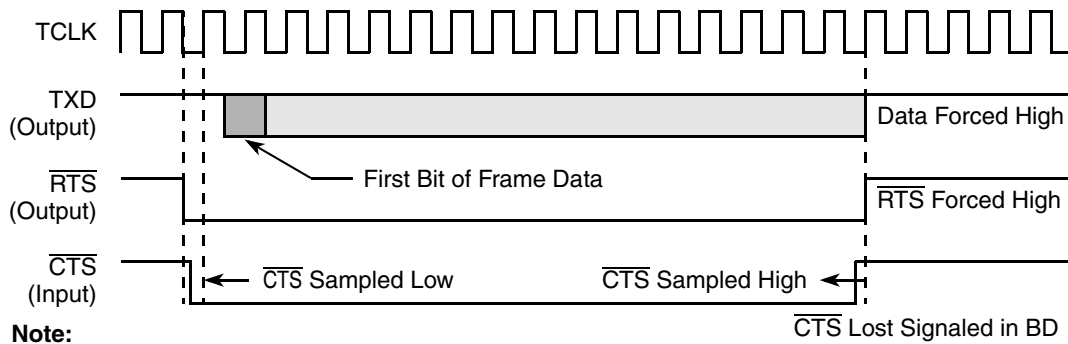 TCLK
TXD
(Output)
Data Forced High
First Bit of Frame Data
RTS
(Output)
RTS Forced High
CTS
(Input)
CTS Sampled Low
CTS Sampled High
Note:
CTS Lost Signaled in BD